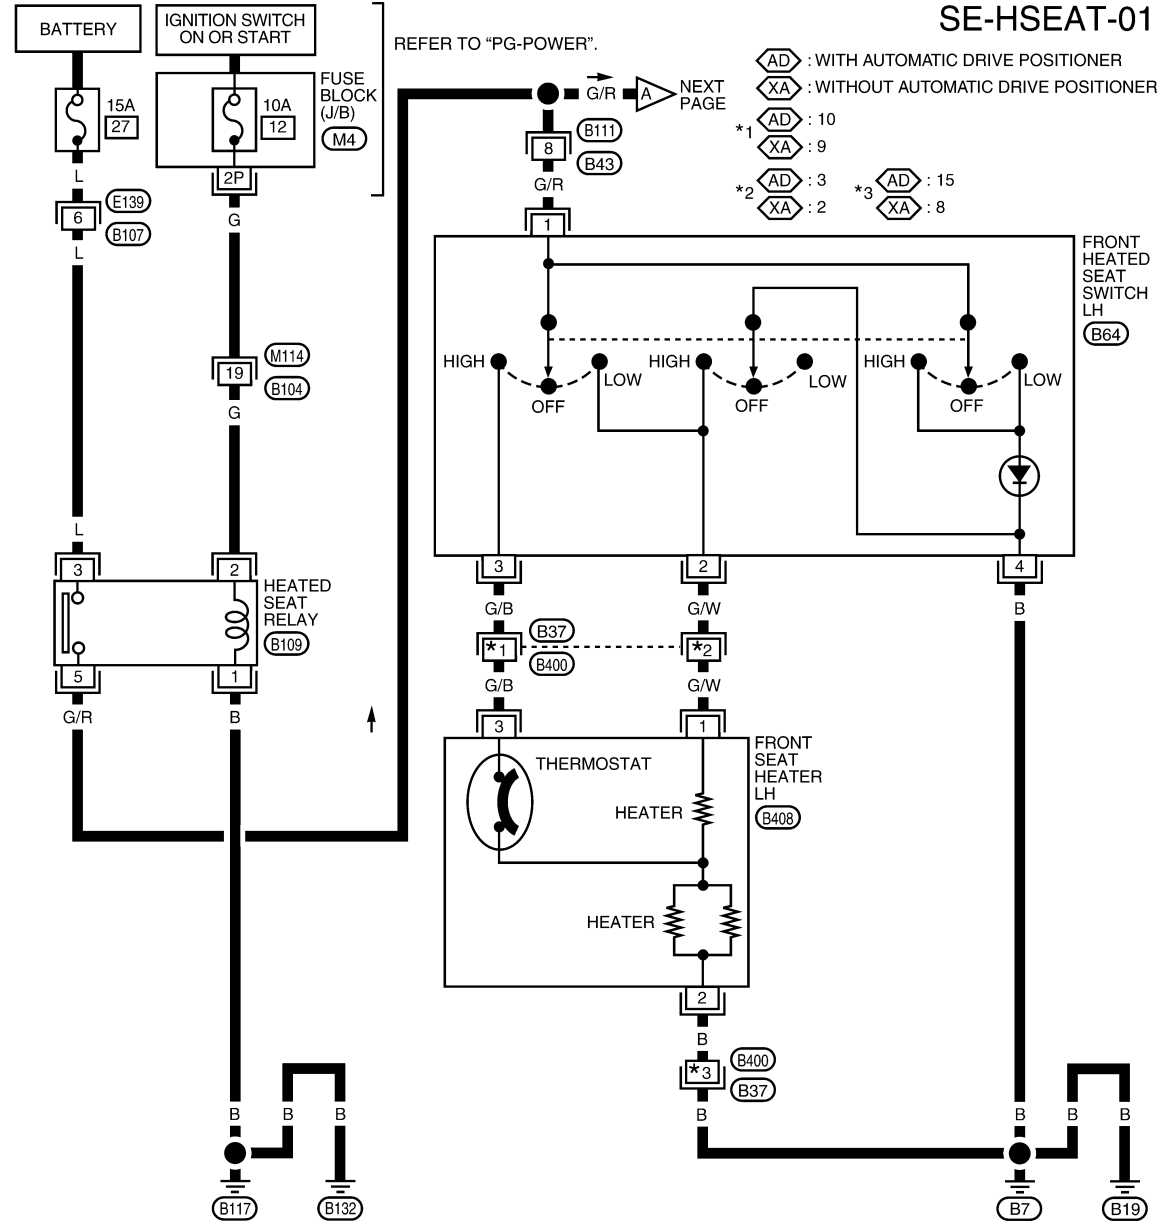 SE-HSEAT-01
BATTERY
IGNITION SWITCH
ON OR START
REFER TO “PG-POWER”.
FUSE
BLOCK
(J/B)
M4
15A
27
10A
12
2P
L
6
E139
B107
L
G
19
M114
B104
G
L
G/R
A
NEXT
PAGE
8
B111
B43
G/R
1
AD : WITH AUTOMATIC DRIVE POSITIONER
XA : WITHOUT AUTOMATIC DRIVE POSITIONER
*1
AD : 10
XA : 9
*2
AD : 3
XA : 2
*3
AD : 15
XA : 8
FRONT
HEATED
SEAT
SWITCH
LH
B64
HIGH
OFF
LOW
HIGH
OFF
LOW
HIGH
OFF
LOW
3
2
4
3
2
HEATED
SEAT
RELAY
B109
5
1
G/R
B
G/B
G/W
B
*1
B37
B400
*2
G/B
G/W
3
1
FRONT
SEAT
HEATER
LH
B408
THERMOSTAT
HEATER
HEATER
2
B
*3
B400
B37
B
B
B
B
B
B
B
B117
B132
B7
B19